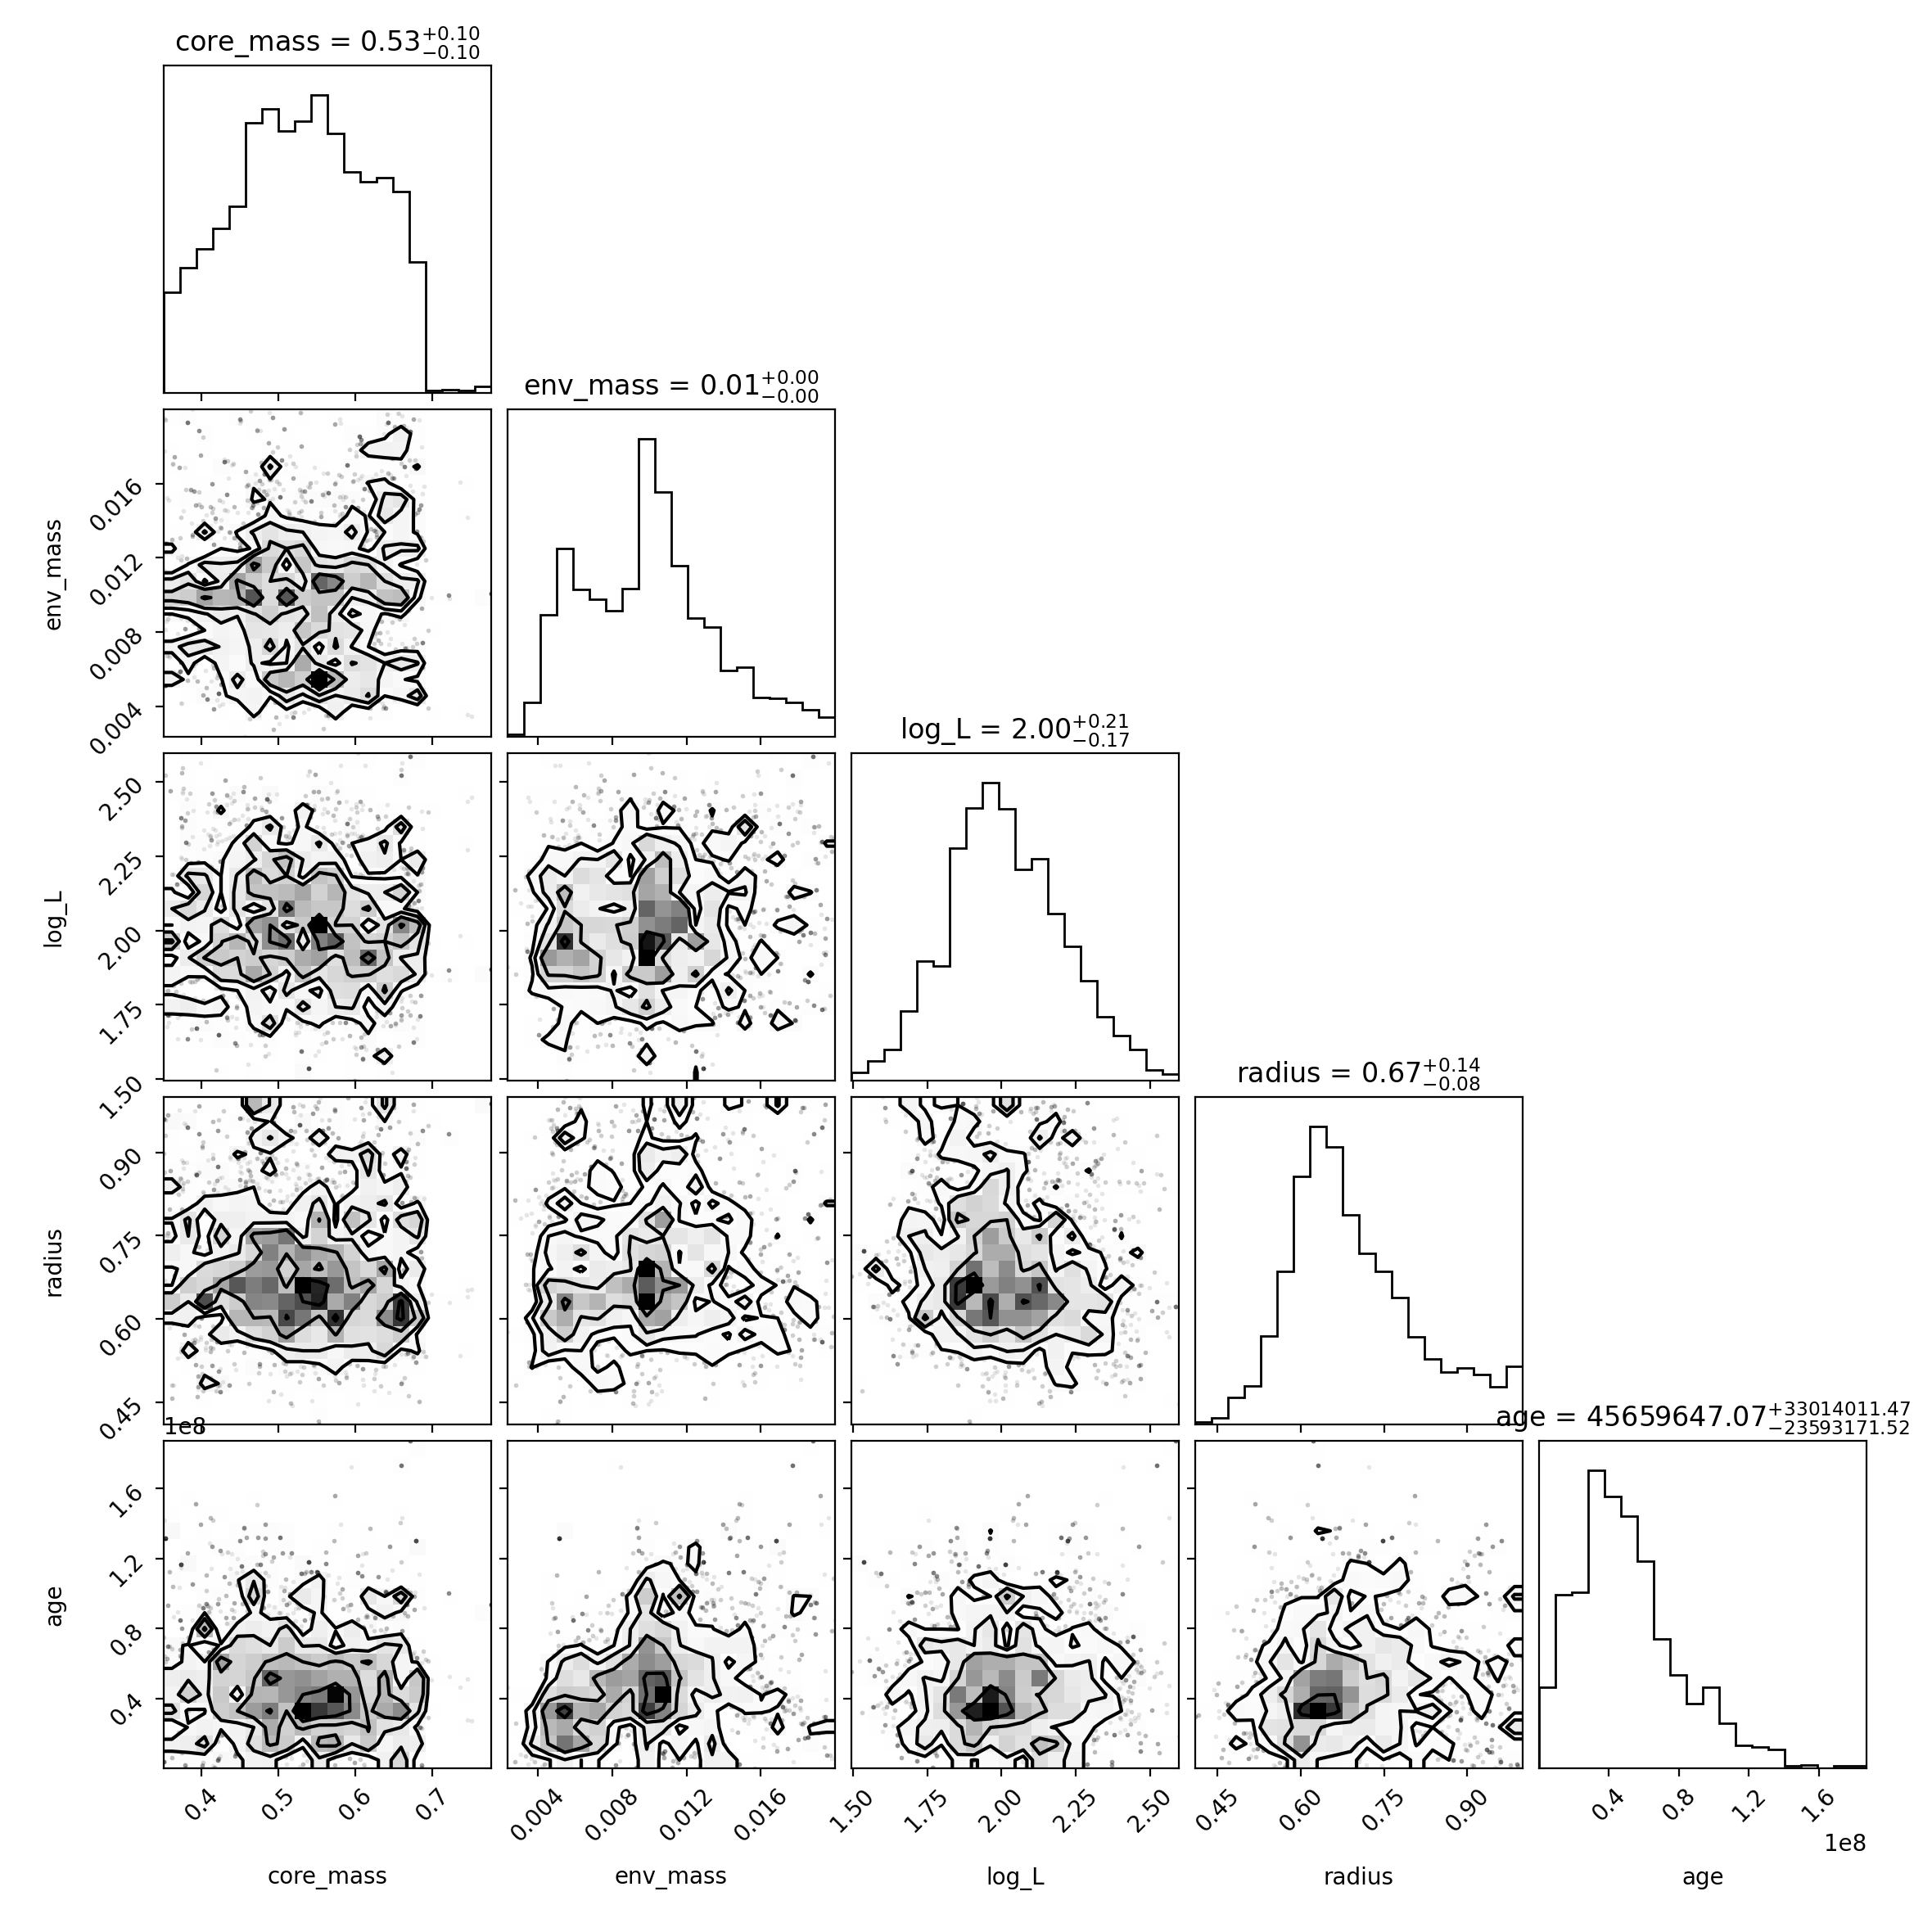 core_mass = 0.53+0.10−0.10
env_mass = 0.01+0.00−0.00
0.016
0.012
0.008
0.004
env_mass
log_L = 2.00+0.21−0.17
2.50
2.25
2.00
1.75
1.50
log_L
radius = 0.67+0.14−0.08
0.90
0.75
0.60
0.45
radius
1e8
age = 45659647.07+33014011.47−23593171.52
1.6
1.2
0.8
0.4
age
0.4 0.5 0.6 0.7
0.004 0.008 0.012 0.016
1.50 1.75 2.00 2.25 2.50
0.45 0.60 0.75 0.90
0.4 0.8 1.2 1.6
1e8
core_mass env_mass log_L radius age